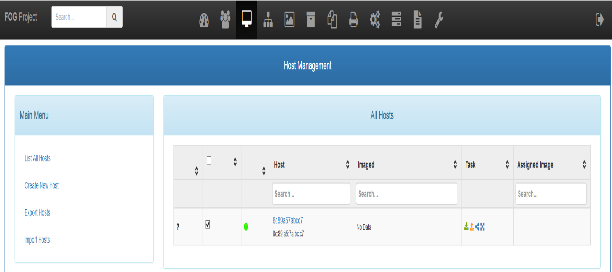 FOG Project
Search...
Host Management
Main Menu
All Hosts
List All Hosts
Create New Host
Export Hosts
Import Hosts
Host
Imaged
Task
Assigned Image
Search...
Search...
Search...
?
No Data